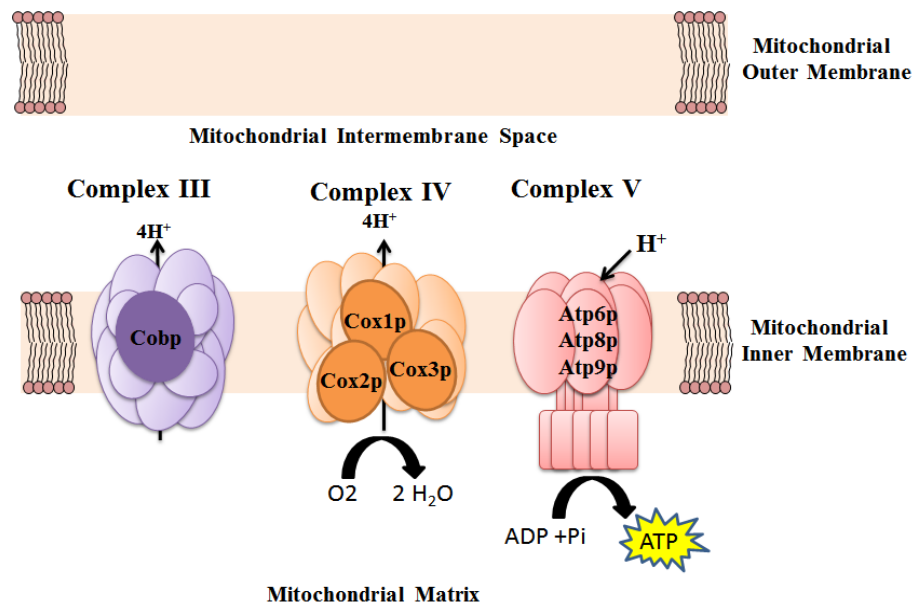 Mitochondrial
Outer Membrane
Mitochondrial Intermembrane Space
Complex III
Complex IV
Complex V
4H⁺
4H⁺
H⁺
Cobp
Cox1p
Cox2p
Cox3p
Atp6p
Atp8p
Atp9p
Mitochondrial
Inner Membrane
O2
2 H₂O
ADP +Pi
ATP
Mitochondrial Matrix